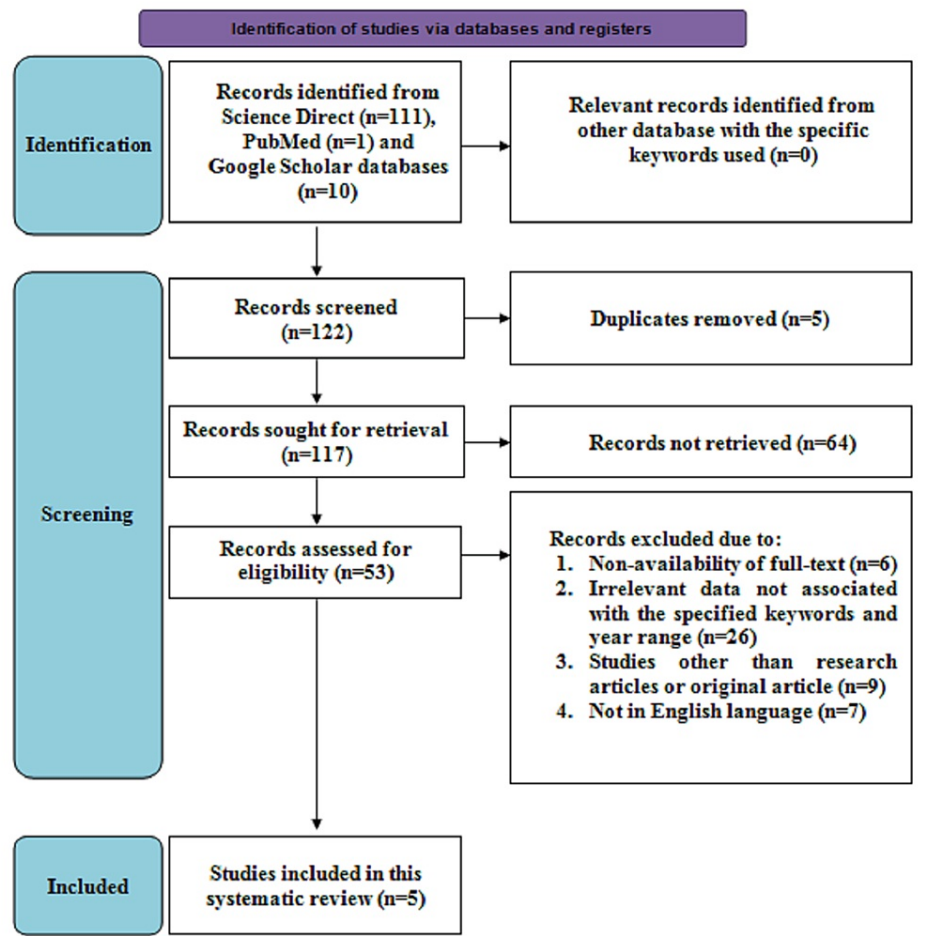 Identification of studies via databases and registers
Identification
Records identified from
Science Direct (n=111),
PubMed (n=1) and
Google Scholar databases
(n=10)
Relevant records identified from
other database with the specific
keywords used (n=0)
Screening
Records screened
(n=122)
Duplicates removed (n=5)
Records sought for retrieval
(n=117)
Records not retrieved (n=64)
Records assessed for
eligibility (n=53)
Records excluded due to:
1. Non-availability of full-text (n=6)
2. Irrelevant data not associated
with the specified keywords and
year range (n=26)
3. Studies other than research
articles or original article (n=9)
4. Not in English language (n=7)
Included
Studies included in this
systematic review (n=5)